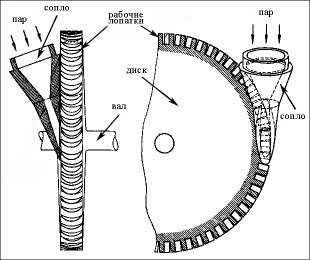 сопло
пар
рабочие
лопатки
диск
вал
пар
сопло